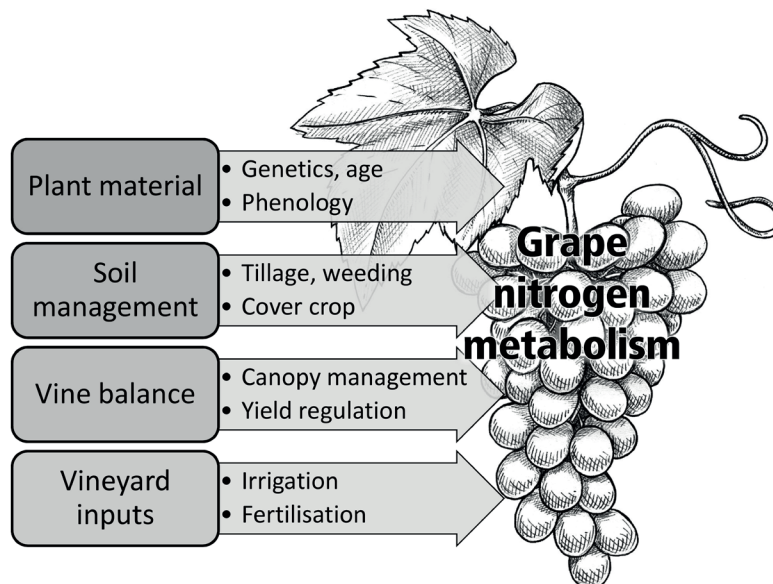 Plant material
• Genetics, age
• Phenology
Soil
management
• Tillage, weeding
• Cover crop
Vine balance
• Canopy management
• Yield regulation
Vineyard
inputs
• Irrigation
• Fertilisation
Grape
nitrogen
metabolism